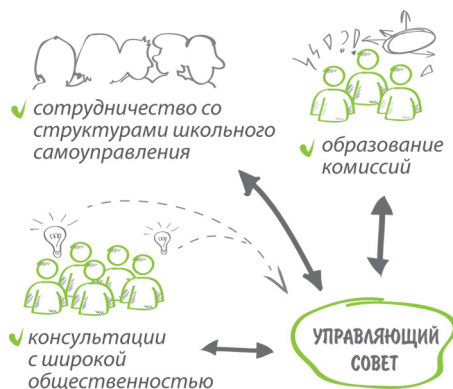 сотрудничество со
структурами школьного
самоуправления
?!
образование
комиссий
консультации
с широкой
общественностью
УПРАВЛЯЮЩИЙ
СОВЕТ